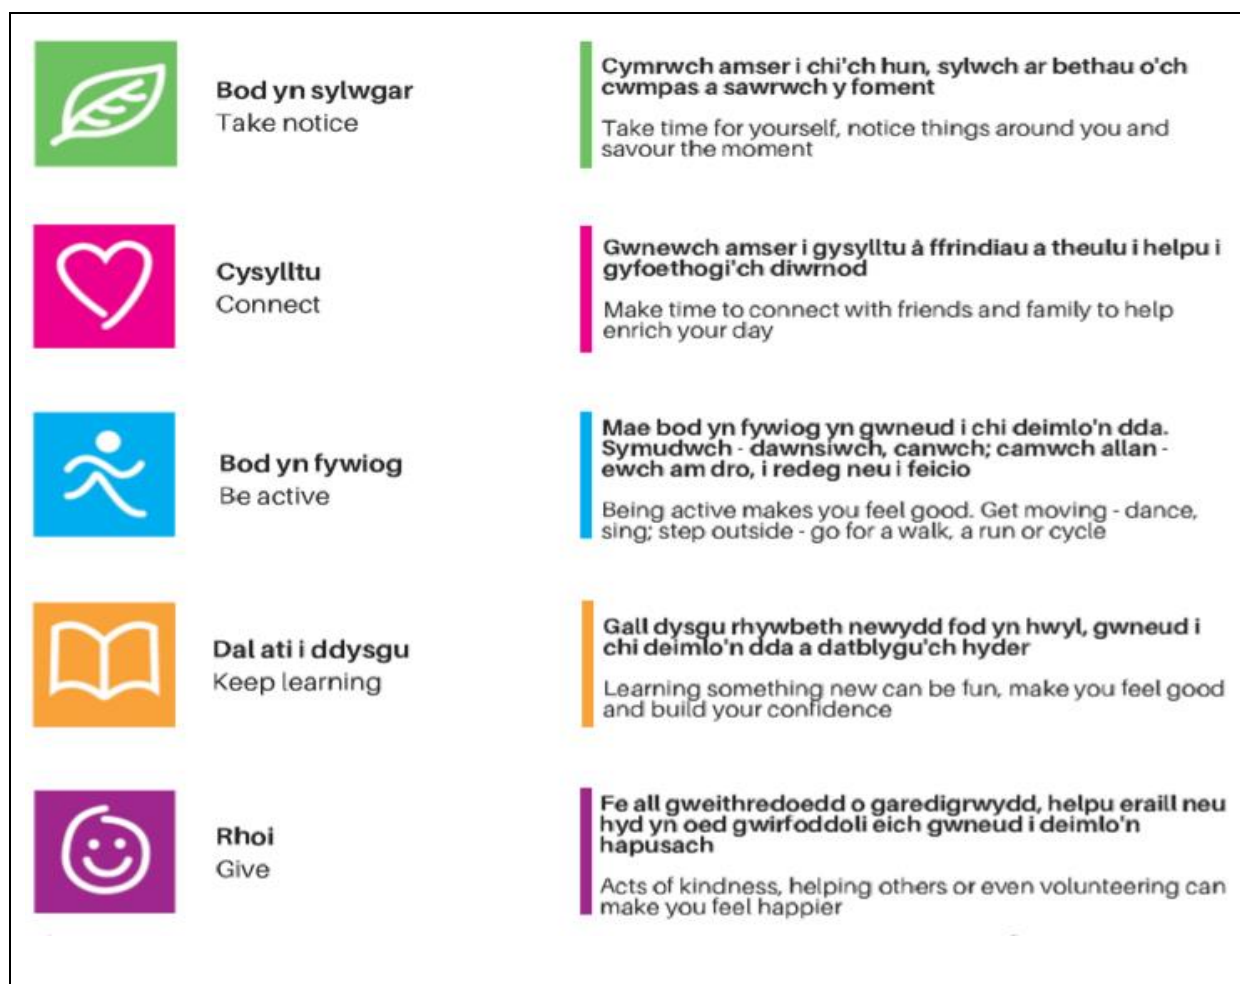 Bod yn sylwgar
Take notice
Cymrwch amser i chi'ch hun, sylwch ar bethau o'ch
cwmpas a sawrwch y foment
Take time for yourself, notice things around you and
savour the moment
Cysylltu
Connect
Gwnewch amser i gysylltu â ffrindiau a theulu i helpu i
gyfoethogi'ch diwrnod
Make time to connect with friends and family to help
enrich your day
Bod yn fywiog
Be active
Mae bod yn fywiog yn gwneud i chi deimlo'n dda.
Symudwch - dawnsiwch, canwch; camwch allan -
ewch am dro, i redeg neu i feicio
Being active makes you feel good. Get moving - dance,
sing; step outside - go for a walk, a run or cycle
Dal ati i ddysgu
Keep learning
Gall dysgu rhywbeth newydd fod yn hwyl, gwneud i
chi deimlo'n dda a datblygu'ch hyder
Learning something new can be fun, make you feel good
and build your confidence
Rhoi
Give
Fe all gweithredoedd o garedigrwydd, helpu eraill neu
hyd yn oed gwirfoddoli eich gwneud i deimlo'n
hapusach
Acts of kindness, helping others or even volunteering can
make you feel happier